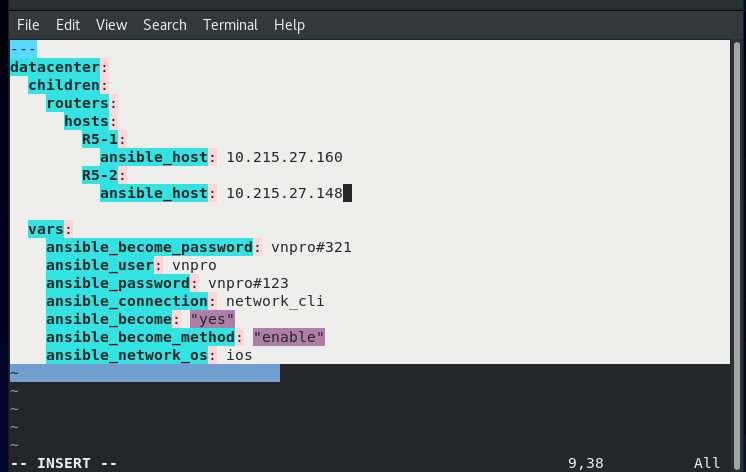 File Edit View Search Terminal Help
---
datacenter:
  children:
    routers:
      hosts:
        R5-1:
          ansible_host: 10.215.27.160
        R5-2:
          ansible_host: 10.215.27.148

  vars:
    ansible_become_password: vnpro#321
    ansible_user: vnpro
    ansible_password: vnpro#123
    ansible_connection: network_cli
    ansible_become: "yes"
    ansible_become_method: "enable"
    ansible_network_os: ios
~
~
~
~
~
-- INSERT -- 9,38 All